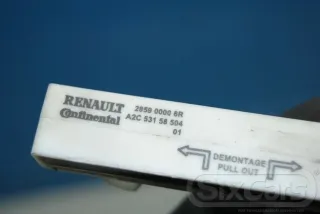 RENAULT
Continental
2859 0000 6R
A2C 531 58 504
01
DEMONTAGE
PULL OUT
SixCars